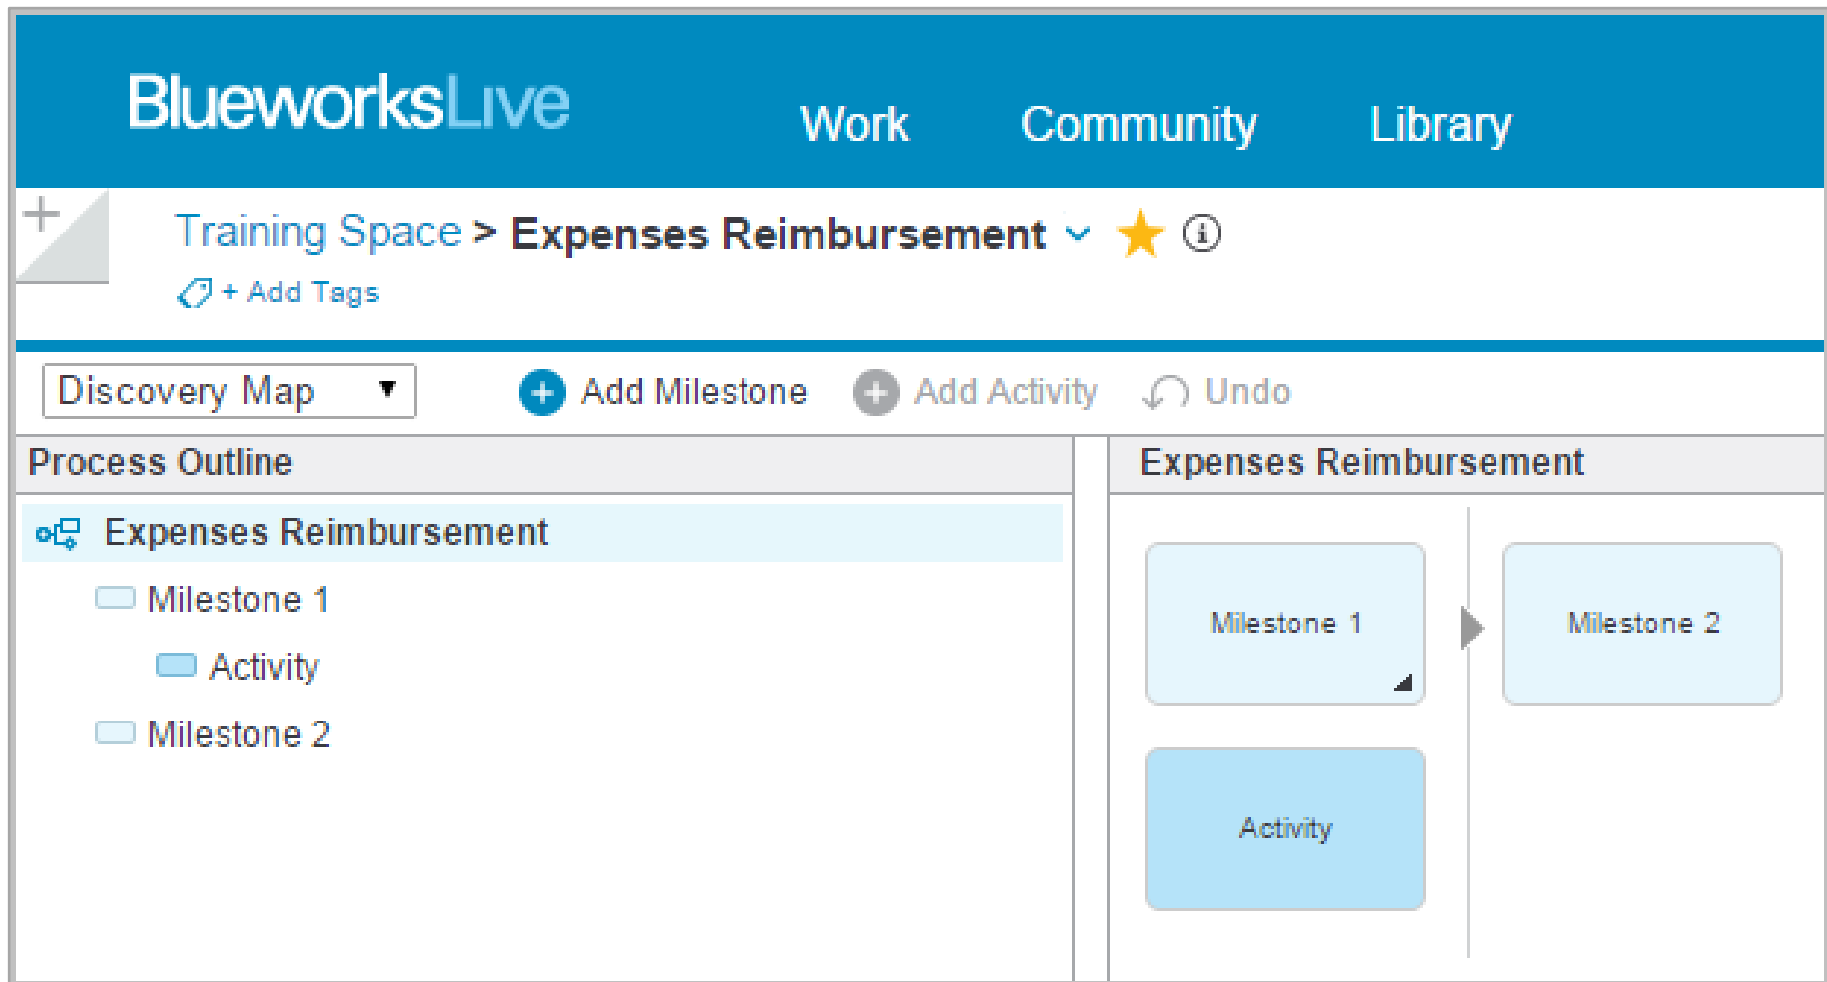 BlueworksLive
Work Community Library
Training Space > Expenses Reimbursement
+ Add Tags
Discovery Map Add Milestone Add Activity Undo
Process Outline
Expenses Reimbursement
Milestone 1
Activity
Milestone 2
Expenses Reimbursement
Milestone 1 Milestone 2
Activity